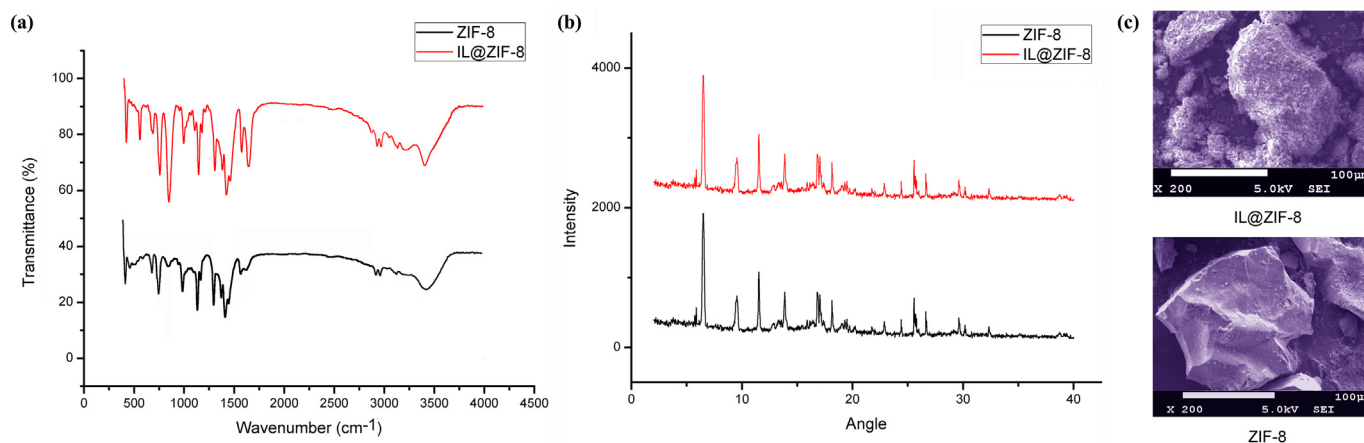 (a)
ZIF-8
IL@ZIF-8
100
80
60
40
20
0
Transmittance (%)
0 500 1000 1500 2000 2500 3000 3500 4000 4500
Wavenumber (cm-1)
(b)
ZIF-8
IL@ZIF-8
4000
2000
0
Intensity
0 10 20 30 40
Angle
(c)
100µm
X 200 5.0kV SEI
IL@ZIF-8
100µm
X 200 5.0kV SEI
ZIF-8